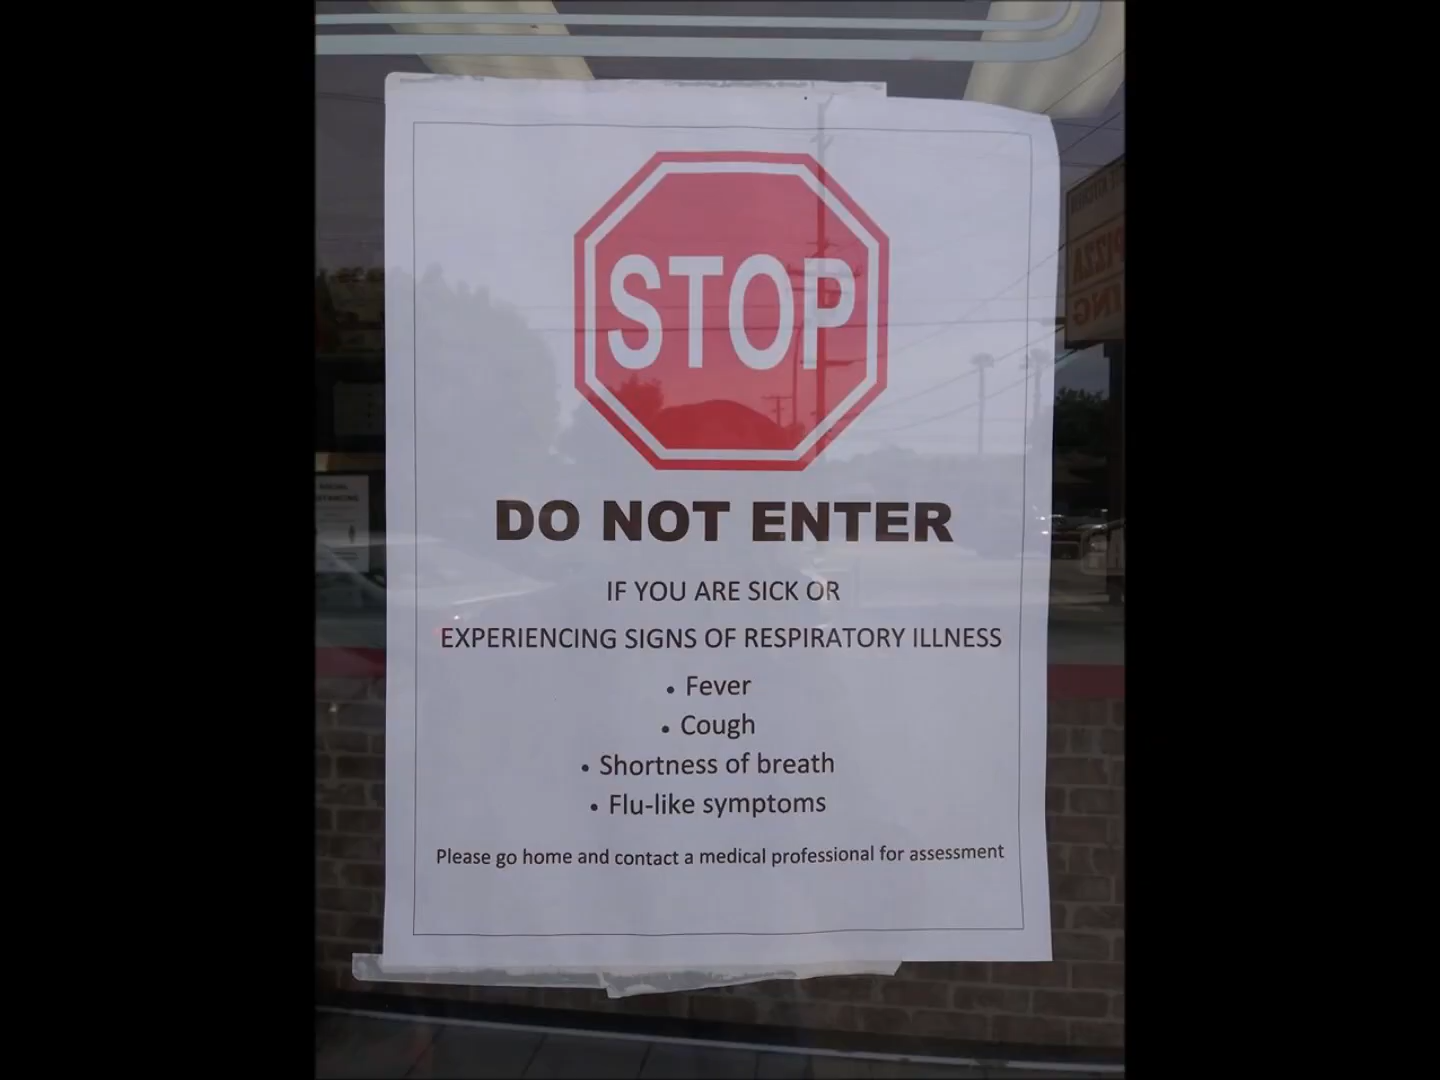 STOP
DO NOT ENTER
IF YOU ARE SICK OR
EXPERIENCING SIGNS OF RESPIRATORY ILLNESS
• Fever
• Cough
• Shortness of breath
• Flu-like symptoms
Please go home and contact a medical professional for assessment
PIZZA